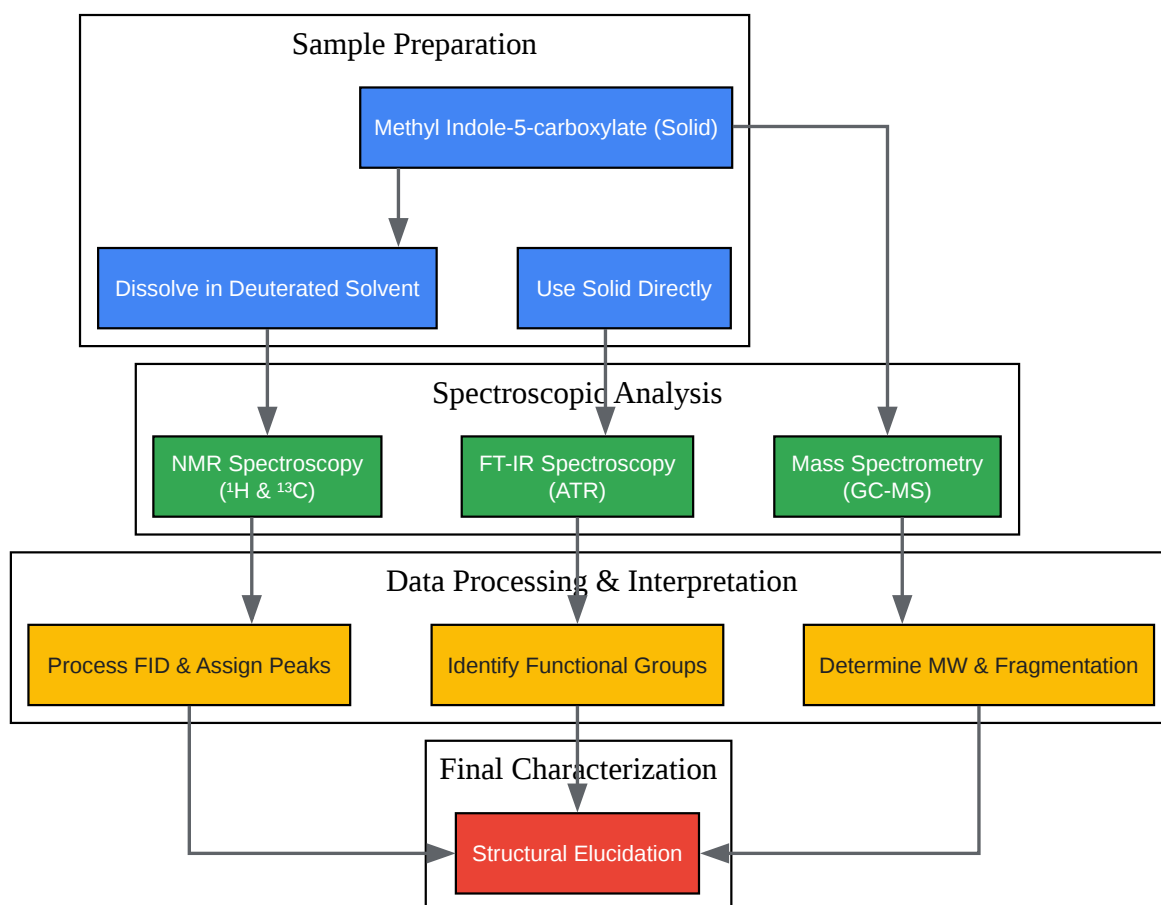 Sample Preparation
Methyl Indole-5-carboxylate (Solid)
Dissolve in Deuterated Solvent
Use Solid Directly
Spectroscopic Analysis
NMR Spectroscopy
(¹H & ¹³C)
FT-IR Spectroscopy
(ATR)
Mass Spectrometry
(GC-MS)
Data Processing & Interpretation
Process FID & Assign Peaks
Identify Functional Groups
Determine MW & Fragmentation
Final Characterization
Structural Elucidation